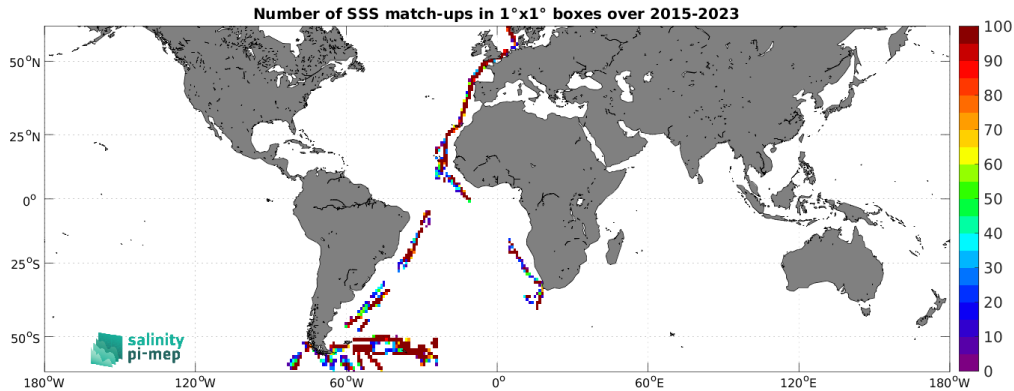 Number of SSS match-ups in 1°x1° boxes over 2015-2023
50°N
25°N
0°
25°S
50°S
180°W
120°W
60°W
0°
60°E
120°E
180°W
100
90
80
70
60
50
40
30
20
10
0
salinity
pi-mep